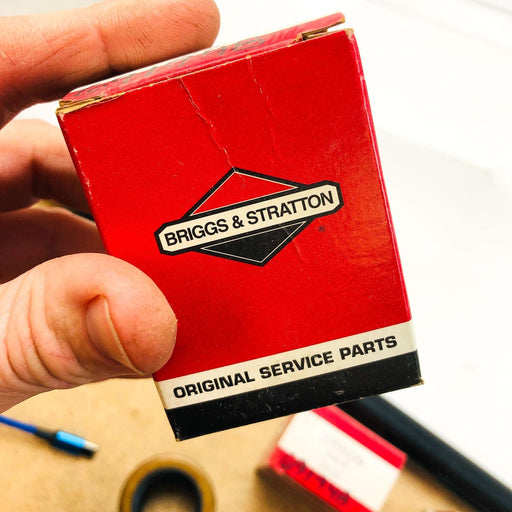 BRIGGS & STRATTON
®
ORIGINAL SERVICE PARTS